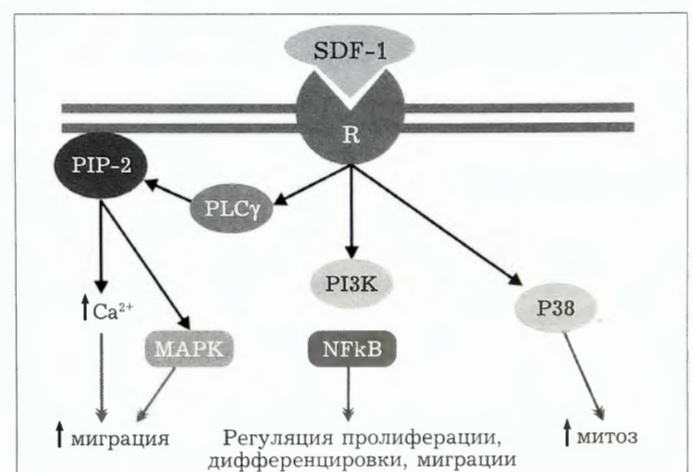 SDF-1
R
PIP-2
PLCγ
PI3K
↑Ca²⁺
P38
MAPK
NFkB
↑ миграция
Регуляция пролиферации,
дифференцировки, миграции
↑ митоз